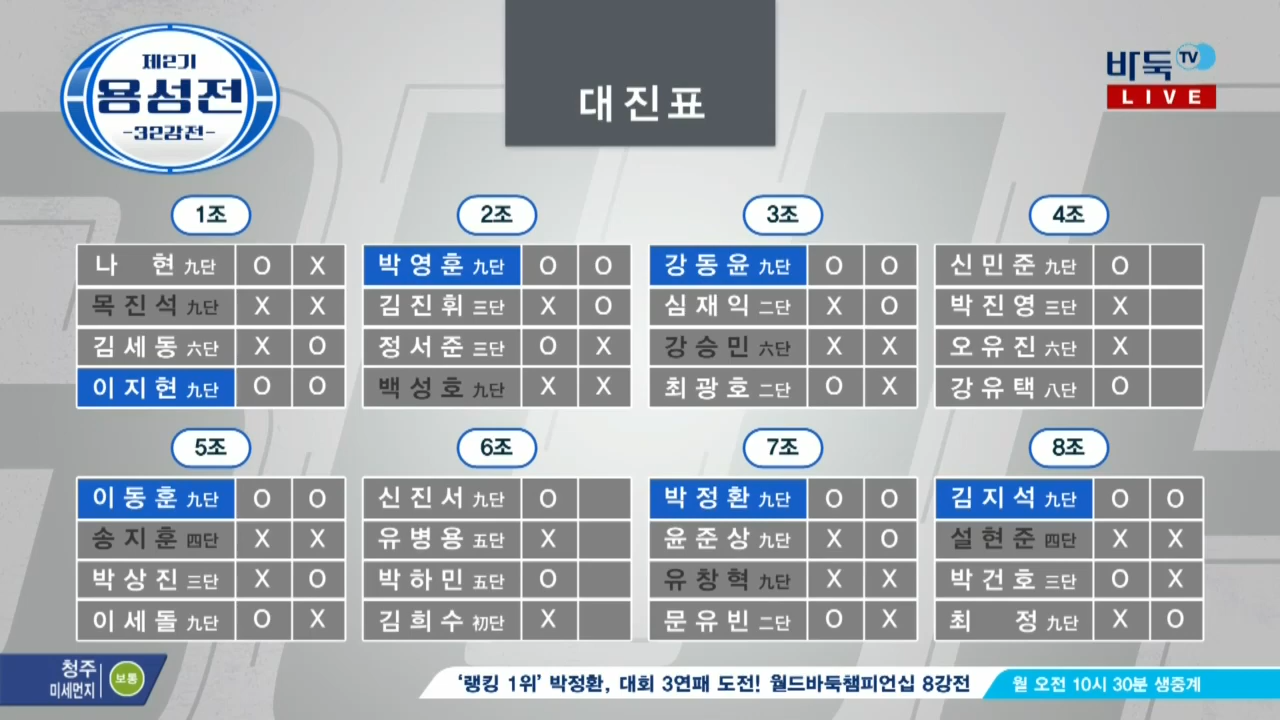 제2기
용성전
-32강전-
대진표
바둑TV
LIVE
1조
나 현 九단 O X
목진석 九단 X X
김세동 六단 X O
이지현 九단 O O
2조
박영훈 九단 O O
김진휘 三단 X O
정서준 三단 O X
백성호 九단 X X
3조
강동윤 九단 O O
심재익 二단 X O
강승민 六단 X X
최광호 二단 O X
4조
신민준 九단 O
박진영 三단 X
오유진 六단 X
강유택 八단 O
5조
이동훈 九단 O O
송지훈 四단 X X
박상진 三단 X O
이세돌 九단 O X
6조
신진서 九단 O
유병용 五단 X
박하민 五단 O
김희수 初단 X
7조
박정환 九단 O O
윤준상 九단 X O
유창혁 九단 X X
문유빈 二단 O X
8조
김지석 九단 O O
설현준 四단 X X
박건호 三단 O X
최 정 九단 X O
청주
미세먼지
보통
‘랭킹 1위’ 박정환, 대회 3연패 도전! 월드바둑챔피언십 8강전
월 오전 10시 30분 생중계